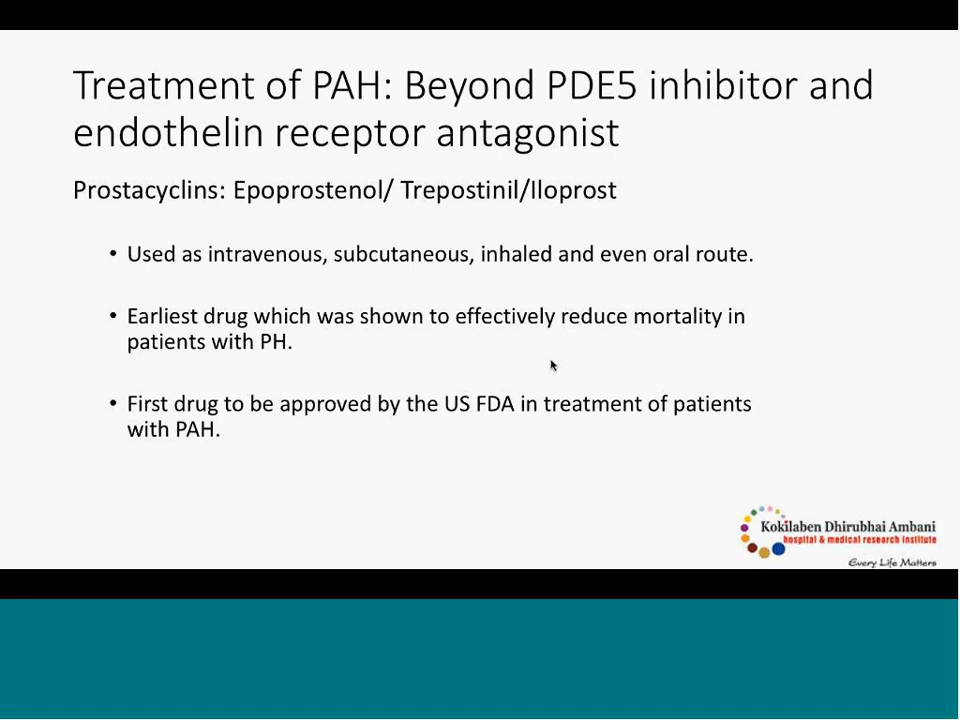 Treatment of PAH: Beyond PDE5 inhibitor and
endothelin receptor antagonist
Prostacyclins: Epoprostenol/ Trepostinil/Iloprost
• Used as intravenous, subcutaneous, inhaled and even oral route.
• Earliest drug which was shown to effectively reduce mortality in
patients with PH.
• First drug to be approved by the US FDA in treatment of patients
with PAH.
Kokilaben Dhirubhai Ambani
hospital & medical research institute
Every Life Matters